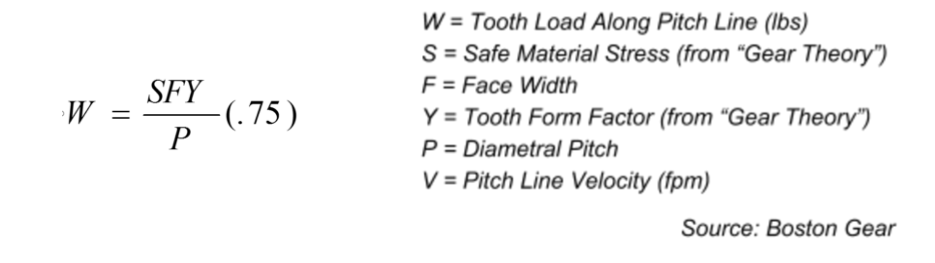 W = Tooth Load Along Pitch Line (lbs)
S = Safe Material Stress (from “Gear Theory”)
F = Face Width
W = SFY / P (.75)
Y = Tooth Form Factor (from “Gear Theory”)
P = Diametral Pitch
V = Pitch Line Velocity (fpm)
Source: Boston Gear